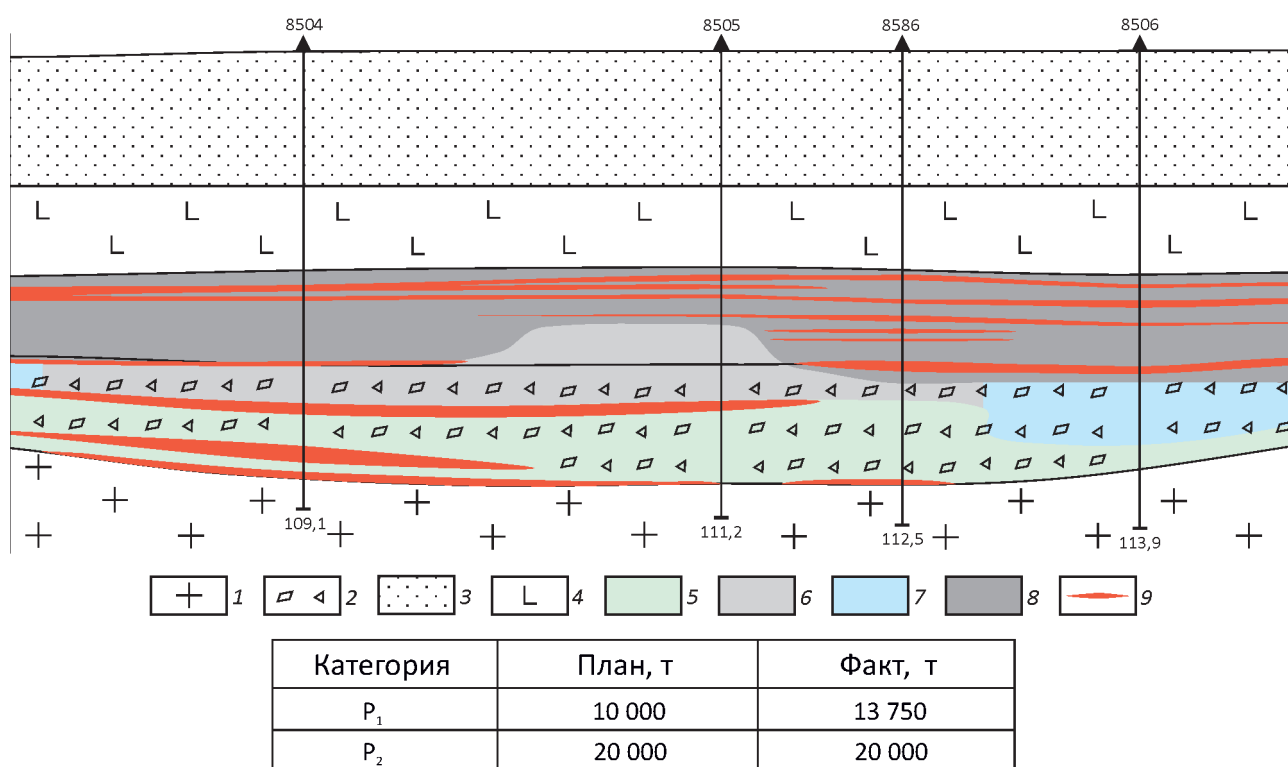 8504 8505 8586 8506
109,1 111,2 112,5 113,9
1 2 3 4 5 6 7 8 9
Категория План, т Факт, т
P₁ 10 000 13 750
P₂ 20 000 20 000